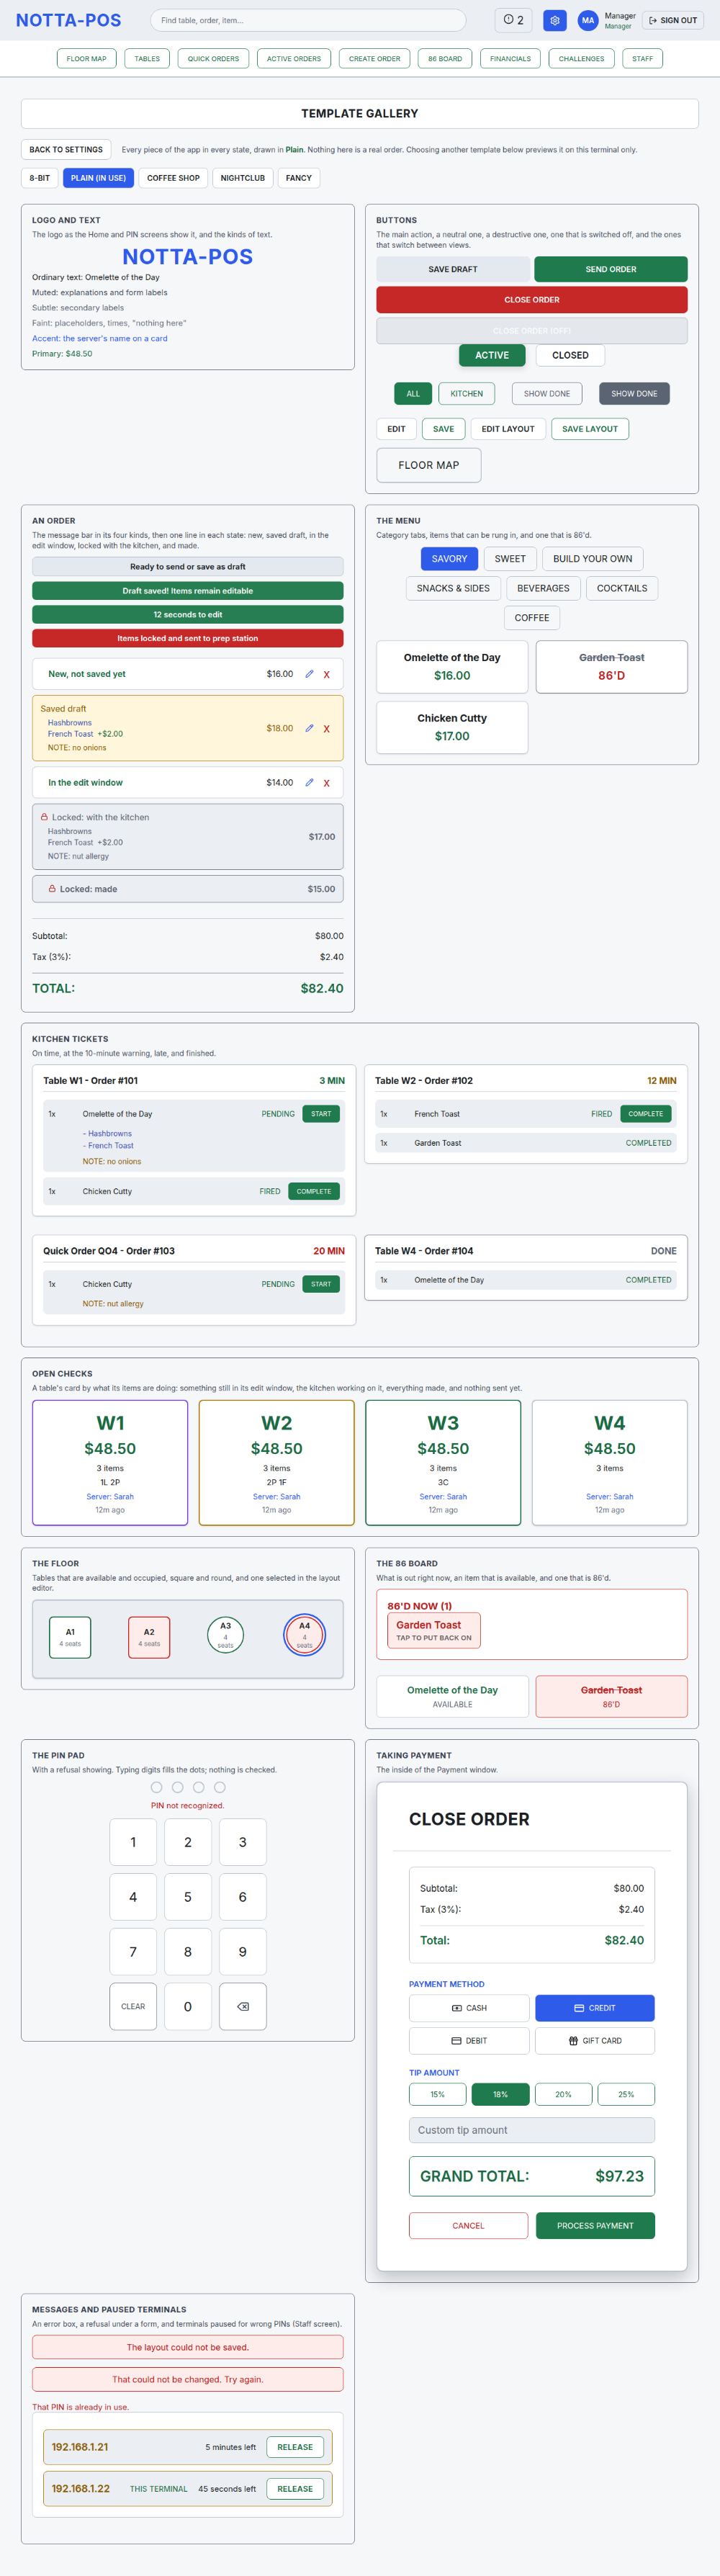 NOTTA-POS
Find table, order, item...
2
MA
Manager
Manager
SIGN OUT
FLOOR MAP
TABLES
QUICK ORDERS
ACTIVE ORDERS
CREATE ORDER
86 BOARD
FINANCIALS
CHALLENGES
STAFF
TEMPLATE GALLERY
BACK TO SETTINGS
Every piece of the app in every state, drawn in Plain. Nothing here is a real order. Choosing another template below previews it on this terminal only.
8-BIT
PLAIN (IN USE)
COFFEE SHOP
NIGHTCLUB
FANCY
LOGO AND TEXT
The logo as the Home and PIN screens show it, and the kinds of text.
NOTTA-POS
Ordinary text: Omelette of the Day
Muted: explanations and form labels
Subtle: secondary labels
Faint: placeholders, times, "nothing here"
Accent: the server's name on a card
Primary: $48.50
BUTTONS
The main action, a neutral one, a destructive one, one that is switched off, and the ones
that switch between views.
SAVE DRAFT
SEND ORDER
CLOSE ORDER
CLOSE ORDER (OFF)
ACTIVE
CLOSED
ALL
KITCHEN
SHOW DONE
SHOW DONE
EDIT
SAVE
EDIT LAYOUT
SAVE LAYOUT
FLOOR MAP
AN ORDER
The message bar in its four kinds, then one line in each state: new, saved draft, in the
edit window, locked with the kitchen, and made.
Ready to send or save as draft
Draft saved! Items remain editable
12 seconds to edit
Items locked and sent to prep station
New, not saved yet $16.00 X
Saved draft
Hashbrowns
French Toast +$2.00
NOTE: no onions
$18.00 X
In the edit window $14.00 X
Locked: with the kitchen
Hashbrowns
French Toast +$2.00
NOTE: nut allergy
$17.00
Locked: made $15.00
Subtotal: $80.00
Tax (3%): $2.40
TOTAL: $82.40
THE MENU
Category tabs, items that can be rung in, and one that is 86'd.
SAVORY
SWEET
BUILD YOUR OWN
SNACKS & SIDES
BEVERAGES
COCKTAILS
COFFEE
Omelette of the Day
$16.00
Garden Toast
86'D
Chicken Cutty
$17.00
KITCHEN TICKETS
On time, at the 10-minute warning, late, and finished.
Table W1 - Order #101 3 MIN
1x Omelette of the Day PENDING START
- Hashbrowns
- French Toast
NOTE: no onions
1x Chicken Cutty FIRED COMPLETE
Table W2 - Order #102 12 MIN
1x French Toast FIRED COMPLETE
1x Garden Toast COMPLETED
Quick Order QO4 - Order #103 20 MIN
1x Chicken Cutty PENDING START
NOTE: nut allergy
Table W4 - Order #104 DONE
1x Omelette of the Day COMPLETED
OPEN CHECKS
A table's card by what its items are doing: something still in its edit window, the kitchen working on it, everything made, and nothing sent yet.
W1
$48.50
3 items
1L 2P
Server: Sarah
12m ago
W2
$48.50
3 items
2P 1F
Server: Sarah
12m ago
W3
$48.50
3 items
3C
Server: Sarah
12m ago
W4
$48.50
3 items
Server: Sarah
12m ago
THE FLOOR
Tables that are available and occupied, square and round, and one selected in the layout
editor.
A1
4 seats
A2
4 seats
A3
4
seats
A4
4
seats
THE 86 BOARD
What is out right now, an item that is available, and one that is 86'd.
86'D NOW (1)
Garden Toast
TAP TO PUT BACK ON
Omelette of the Day
AVAILABLE
Garden Toast
86'D
THE PIN PAD
With a refusal showing. Typing digits fills the dots; nothing is checked.
PIN not recognized.
1 2 3
4 5 6
7 8 9
CLEAR 0
TAKING PAYMENT
The inside of the Payment window.
CLOSE ORDER
Subtotal: $80.00
Tax (3%): $2.40
Total: $82.40
PAYMENT METHOD
CASH
CREDIT
DEBIT
GIFT CARD
TIP AMOUNT
15%
18%
20%
25%
Custom tip amount
GRAND TOTAL: $97.23
CANCEL
PROCESS PAYMENT
MESSAGES AND PAUSED TERMINALS
An error box, a refusal under a form, and terminals paused for wrong PINs (Staff screen).
The layout could not be saved.
That could not be changed. Try again.
That PIN is already in use.
192.168.1.21 5 minutes left RELEASE
192.168.1.22 THIS TERMINAL 45 seconds left RELEASE